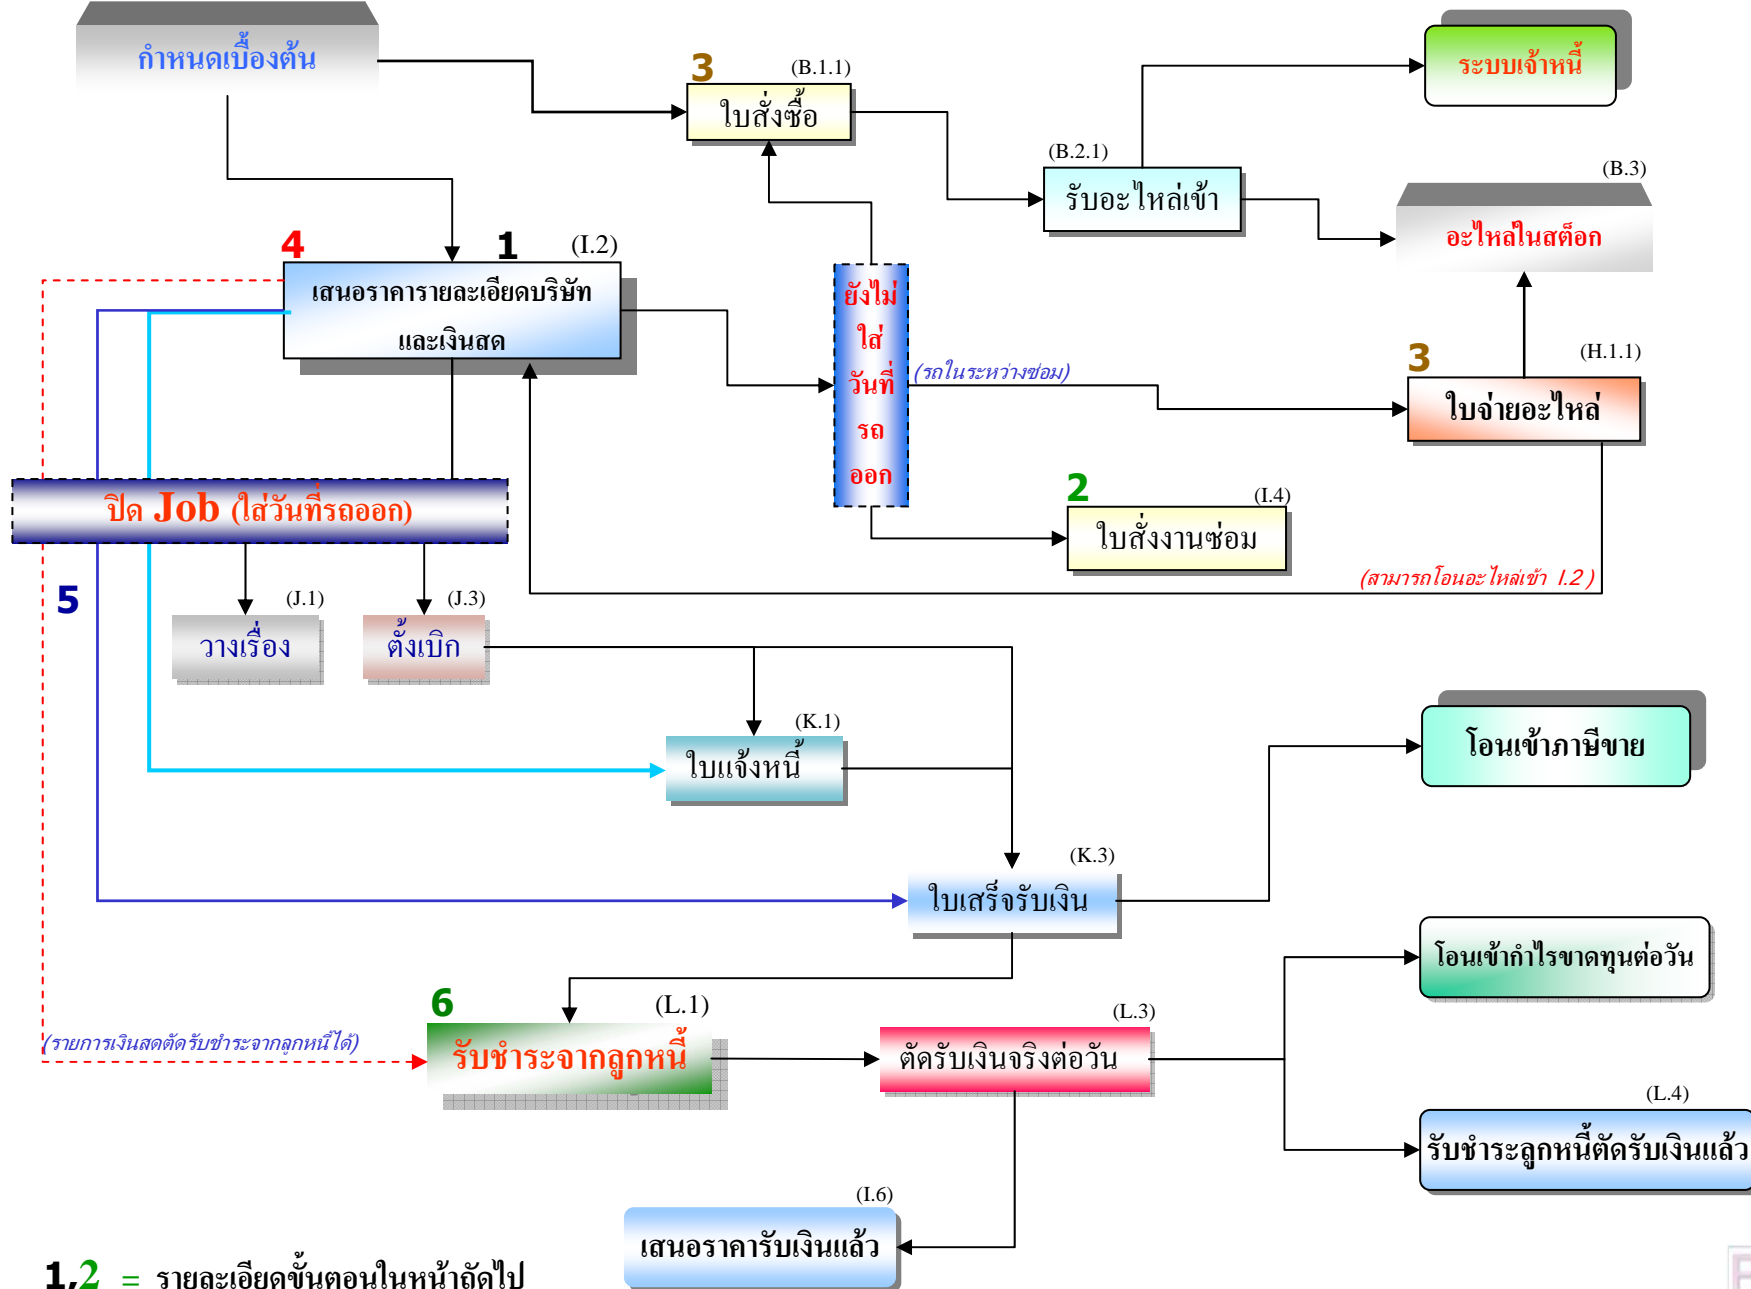 กำหนดเบื้องต้น
3
(B.1.1)
ใบสั่งซื้อ
ระบบเจ้าหนี้
(B.2.1)
รับอะไหล่เข้า
(B.3)
อะไหล่ในสต็อก
4
1
(I.2)
เสนอราคารายละเอียดบริษัท
และเงินสด
ยังไม่
ใส่
วันที่
รถ
ออก
(รถในระหว่างซ่อม)
3
(H.1.1)
ใบจ่ายอะไหล่
2
(I.4)
ใบสั่งงานซ่อม
ปิด Job (ใส่วันที่รถออก)
(สามารถโอนอะไหล่เข้า I.2 )
5
(J.1)
วางเรื่อง
(J.3)
ตั้งเบิก
(K.1)
ใบแจ้งหนี้
โอนเข้าภาษีขาย
(K.3)
ใบเสร็จรับเงิน
โอนเข้ากำไรขาดทุนต่อวัน
6
(L.1)
(รายการเงินสดตัดรับชำระจากลูกหนี้ได้)
รับชำระจากลูกหนี้
(L.3)
ตัดรับเงินจริงต่อวัน
(L.4)
รับชำระลูกหนี้ตัดรับเงินแล้ว
(I.6)
เสนอราคารับเงินแล้ว
1,2 = รายละเอียดขั้นตอนในหน้าถัดไป